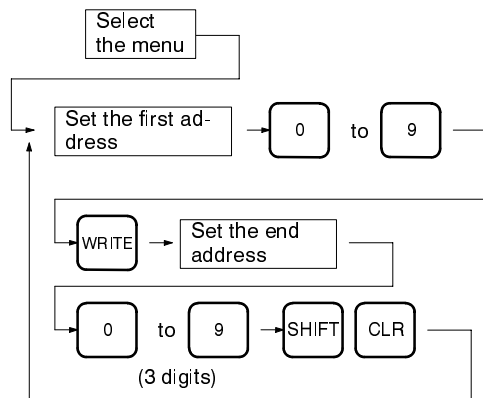 Select
the menu
Set the first ad-
dress
0 to 9
WRITE
Set the end
address
0 to 9 SHIFT CLR
(3 digits)